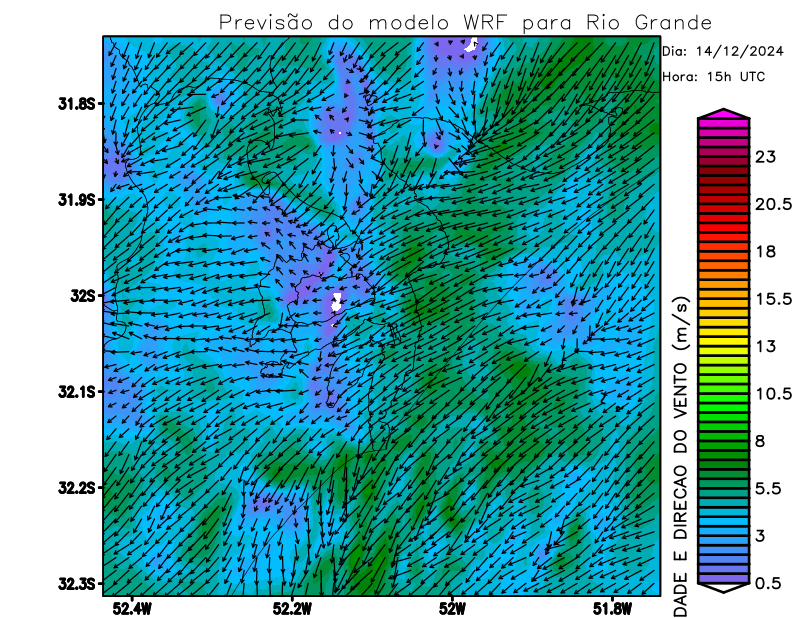 Previsão do modelo WRF para Rio Grande
Dia: 14/12/2024
Hora: 15h UTC
31.8S
31.9S
32S
32.1S
32.2S
32.3S
52.4W
52.2W
52W
51.8W
DADE E DIRECAO DO VENTO (m/s)
23
20.5
18
15.5
13
10.5
8
5.5
3
0.5